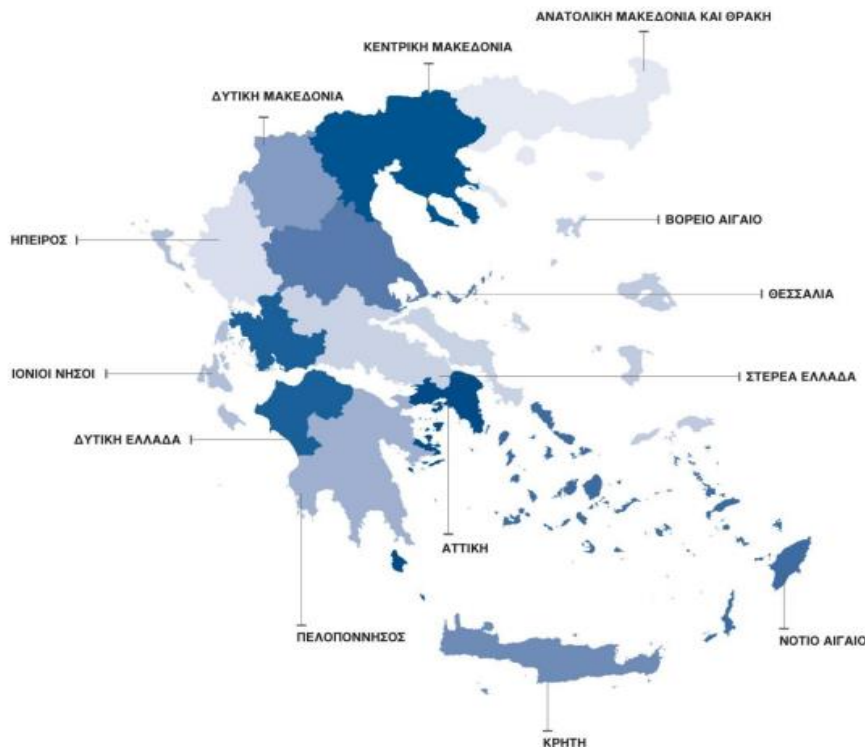 ΑΝΑΤΟΛΙΚΗ ΜΑΚΕΔΟΝΙΑ ΚΑΙ ΘΡΑΚΗ
ΚΕΝΤΡΙΚΗ ΜΑΚΕΔΟΝΙΑ
ΔΥΤΙΚΗ ΜΑΚΕΔΟΝΙΑ
ΒΟΡΕΙΟ ΑΙΓΑΙΟ
ΗΠΕΙΡΟΣ
ΘΕΣΣΑΛΙΑ
ΙΟΝΙΟΙ ΝΗΣΟΙ
ΣΤΕΡΕΑ ΕΛΛΑΔΑ
ΔΥΤΙΚΗ ΕΛΛΑΔΑ
ΑΤΤΙΚΗ
ΠΕΛΟΠΟΝΝΗΣΟΣ
ΝΟΤΙΟ ΑΙΓΑΙΟ
ΚΡΗΤΗ